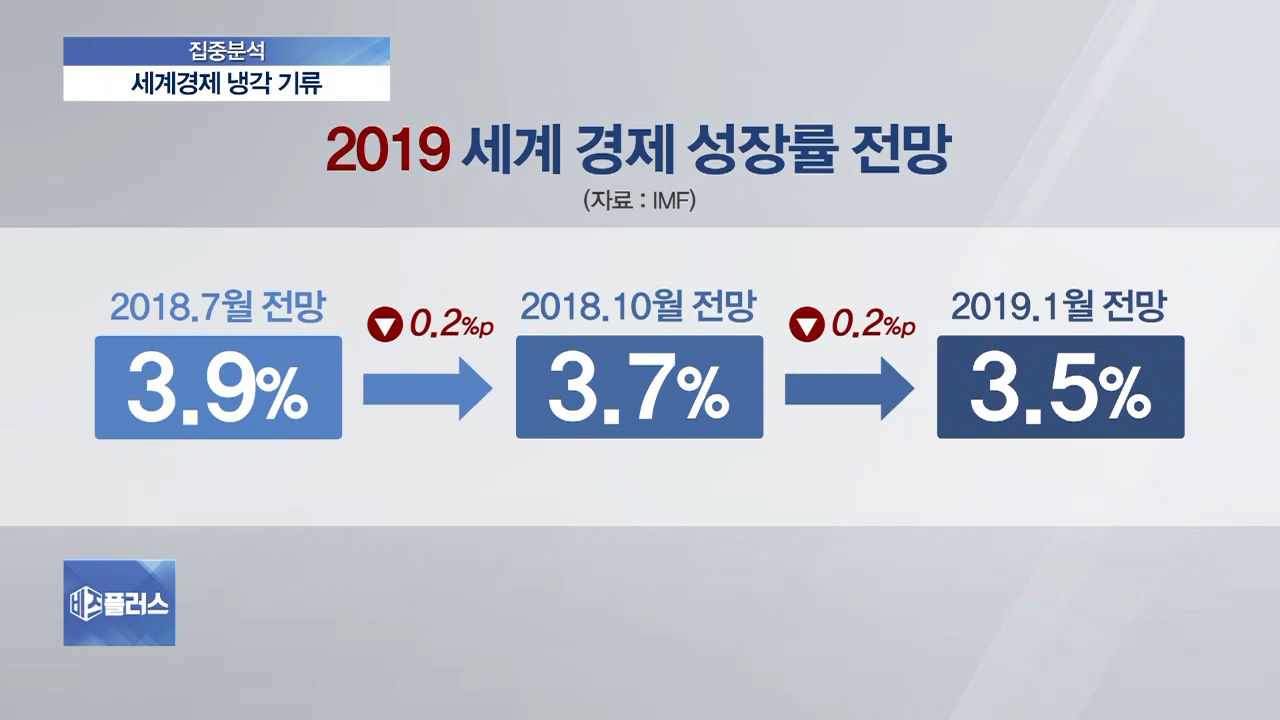 집중분석
세계경제 냉각 기류
2019 세계 경제 성장률 전망
(자료 : IMF)
2018.7월 전망
3.9%
▼ 0.2%p
2018.10월 전망
3.7%
▼ 0.2%p
2019.1월 전망
3.5%
비즈플러스